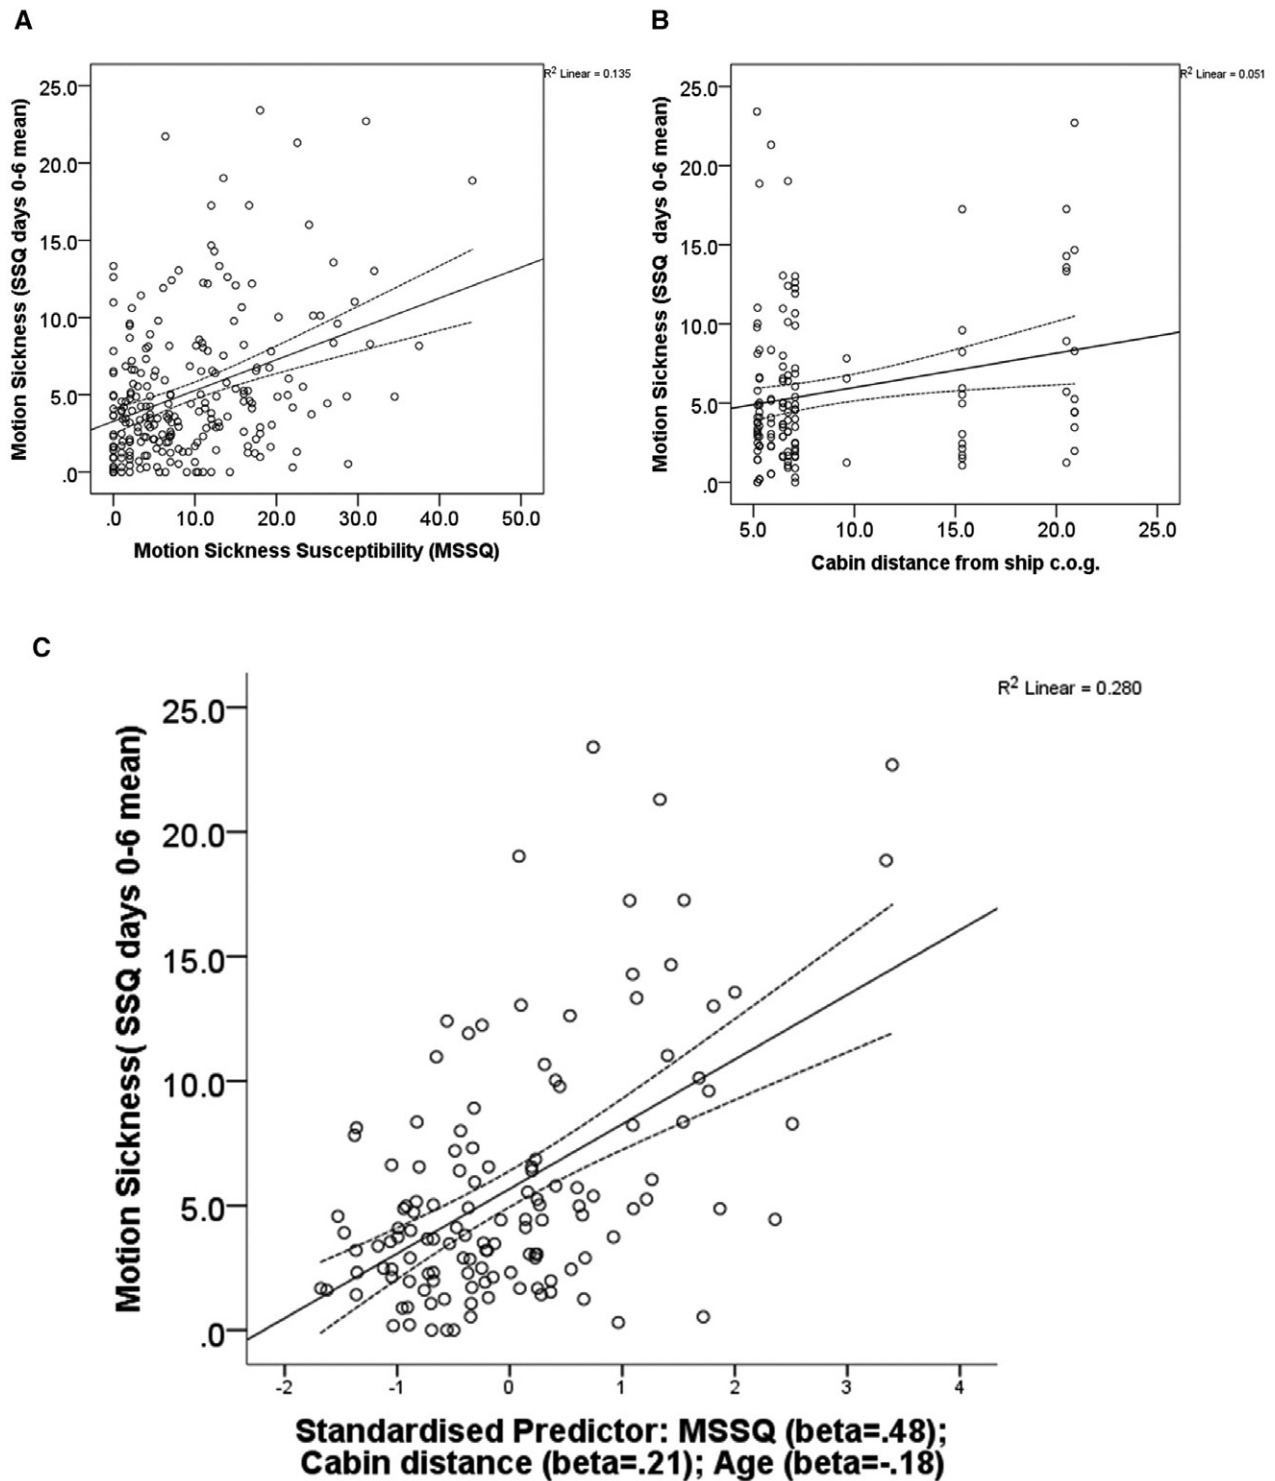 A
R² Linear = 0.135
25.0
20.0
15.0
10.0
5.0
.0
Motion Sickness (SSQ days 0-6 mean)
.0 10.0 20.0 30.0 40.0 50.0
Motion Sickness Susceptibility (MSSQ)
B
R² Linear = 0.051
25.0
20.0
15.0
10.0
5.0
.0
Motion Sickness (SSQ days 0-6 mean)
5.0 10.0 15.0 20.0 25.0
Cabin distance from ship c.o.g.
C
R² Linear = 0.280
25.0
20.0
15.0
10.0
5.0
.0
Motion Sickness( SSQ days 0-6 mean)
-2 -1 0 1 2 3 4
Standardised Predictor: MSSQ (beta=.48);
Cabin distance (beta=.21); Age (beta=-.18)